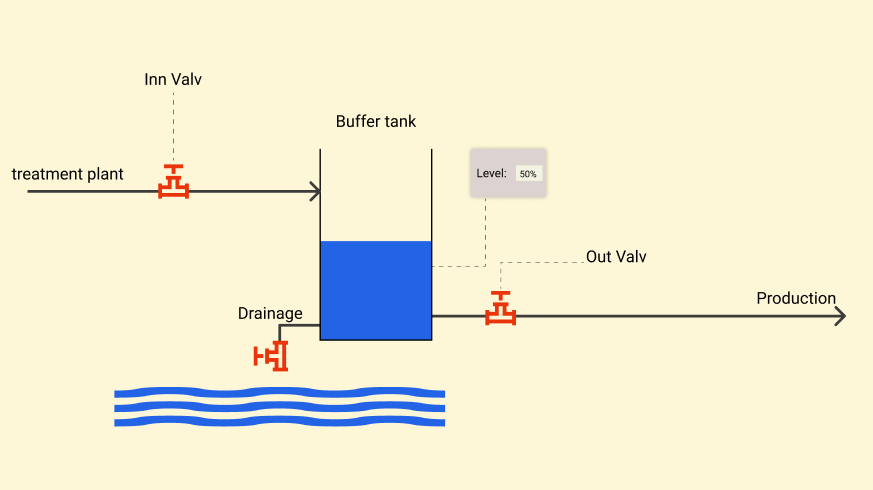 Inn Valv
Buffer tank
treatment plant
Level: 50%
Out Valv
Production
Drainage